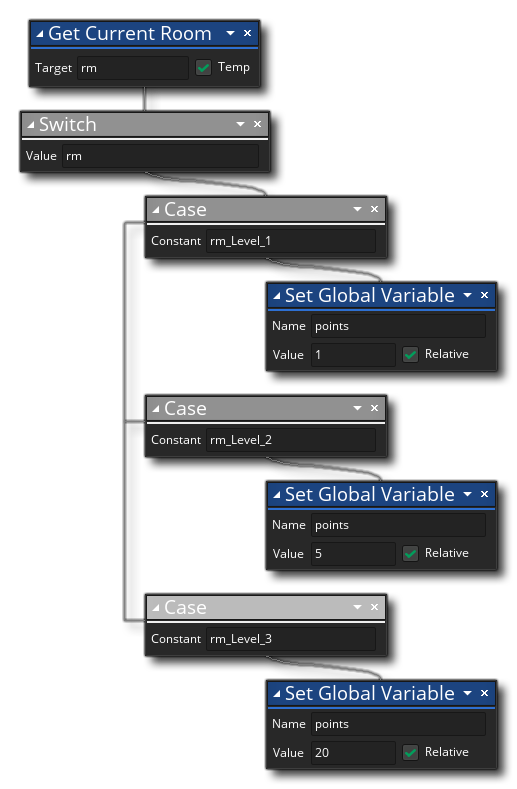 Get Current Room
Target rm Temp
Switch
Value rm
Case
Constant rm_Level_1
Set Global Variable
Name points
Value 1 Relative
Case
Constant rm_Level_2
Set Global Variable
Name points
Value 5 Relative
Case
Constant rm_Level_3
Set Global Variable
Name points
Value 20 Relative